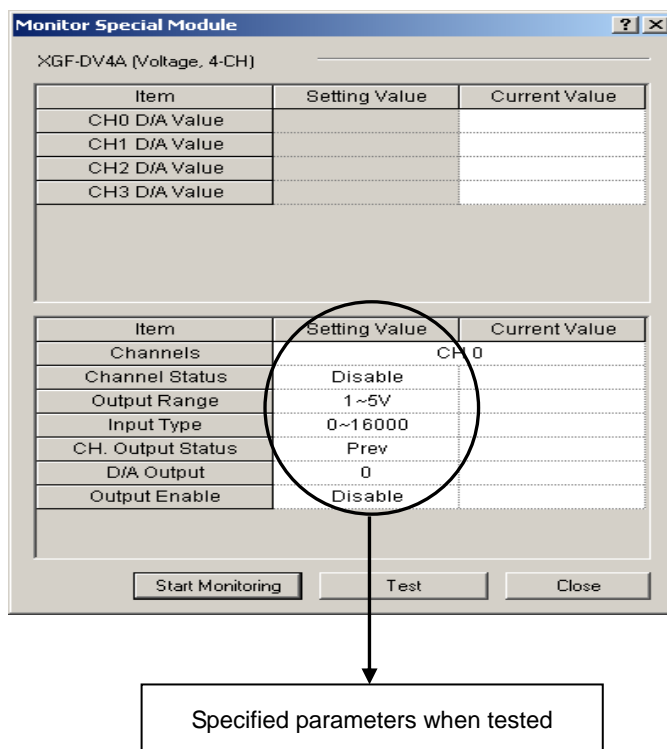 Monitor Special Module
XGF-DV4A (Voltage, 4-CH)
Item Setting Value Current Value
CH0 D/A Value
CH1 D/A Value
CH2 D/A Value
CH3 D/A Value
Item Setting Value Current Value
Channels CH 0
Channel Status Disable
Output Range 1~5V
Input Type 0~16000
CH. Output Status Prev
D/A Output 0
Output Enable Disable
Start Monitoring Test Close
Specified parameters when tested